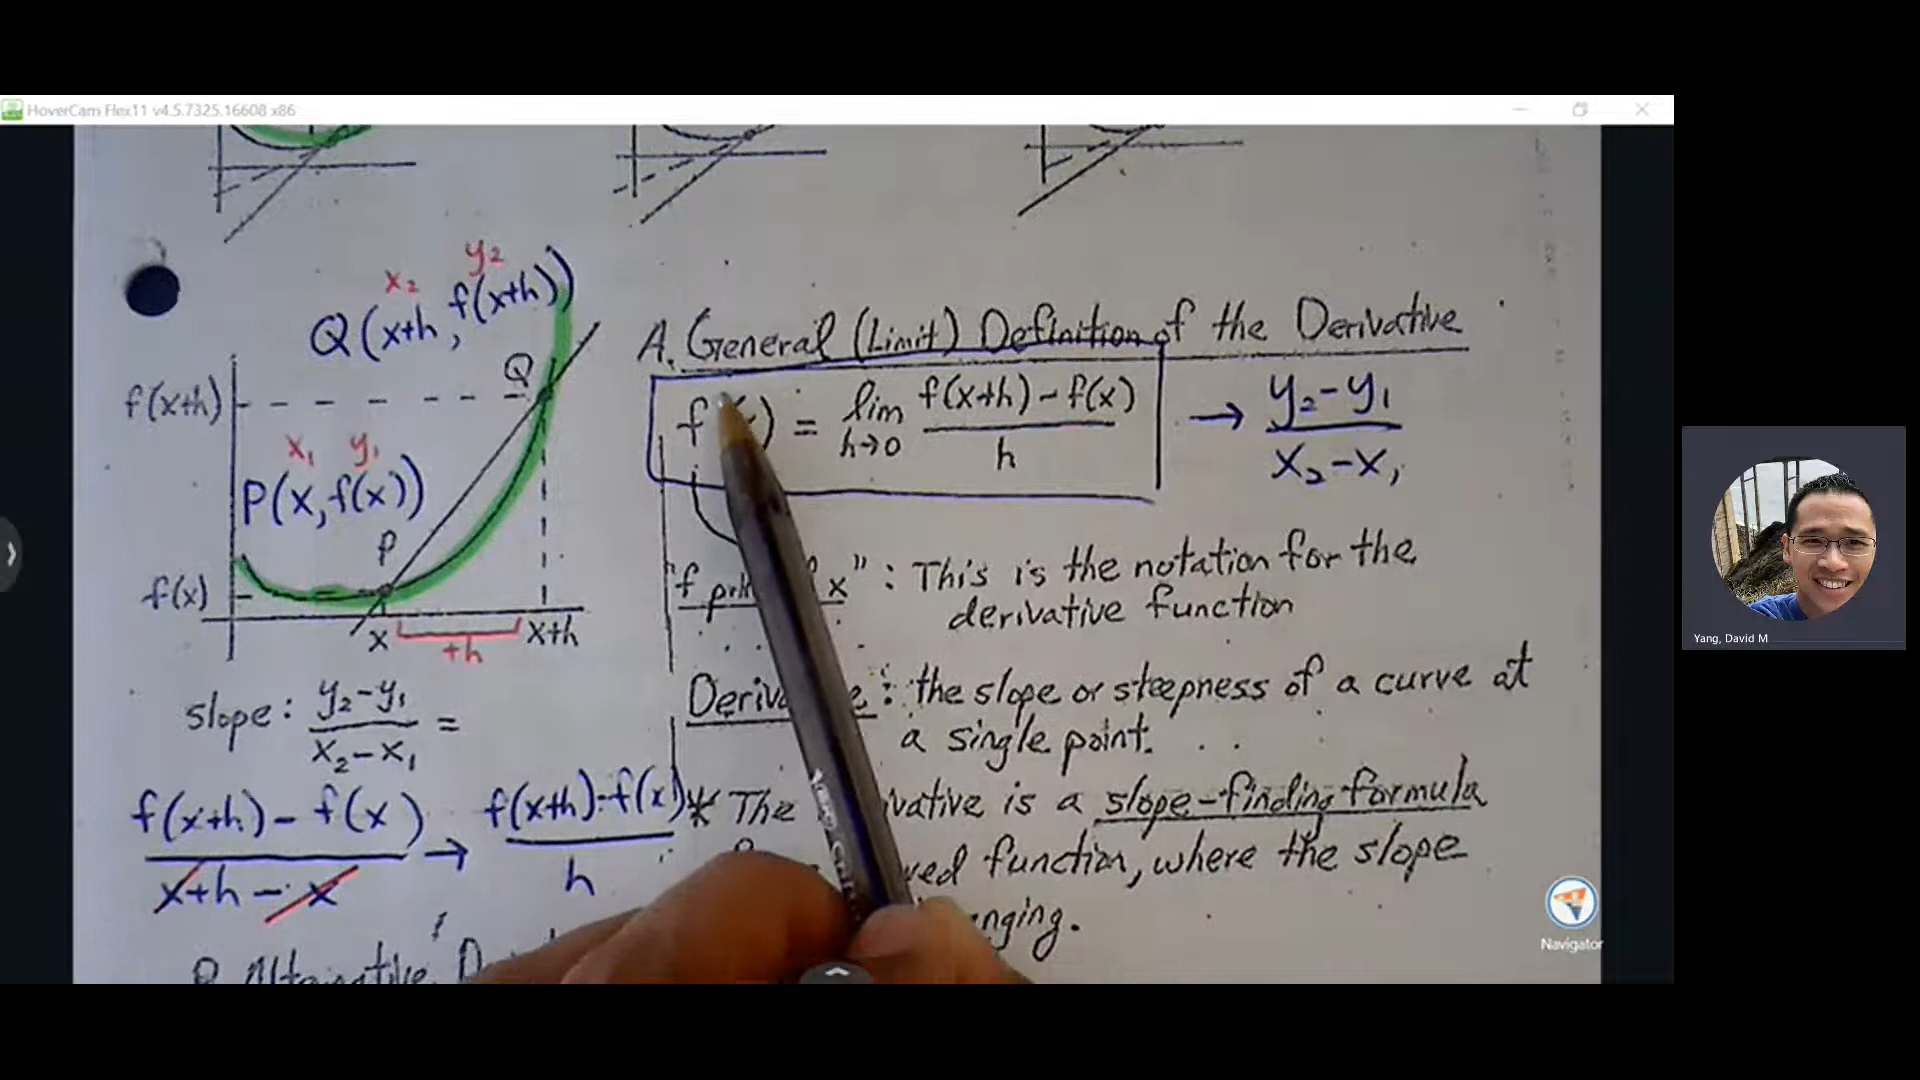 HoverCam Flex11 v4.5.7325.16608 x86
x₂ y₂
Q(x+h, f(x+h))
Q
f(x+h)
x₁ y₁
P(x, f(x))
P
f(x)
x x+h
+h
slope: y₂-y₁ / x₂-x₁ =
f(x+h) - f(x) / x+h - x → f(x+h) - f(x) / h
A. General (Limit) Definition of the Derivative
f (x) = lim h→0 f(x+h) - f(x) / h → y₂-y₁ / x₂-x₁
"f x": This is the notation for the
derivative function
: the slope or steepness of a curve at
a single point.
* The is a slope-finding formula
function, where the slope
Alternative
Navigator
Yang, David M